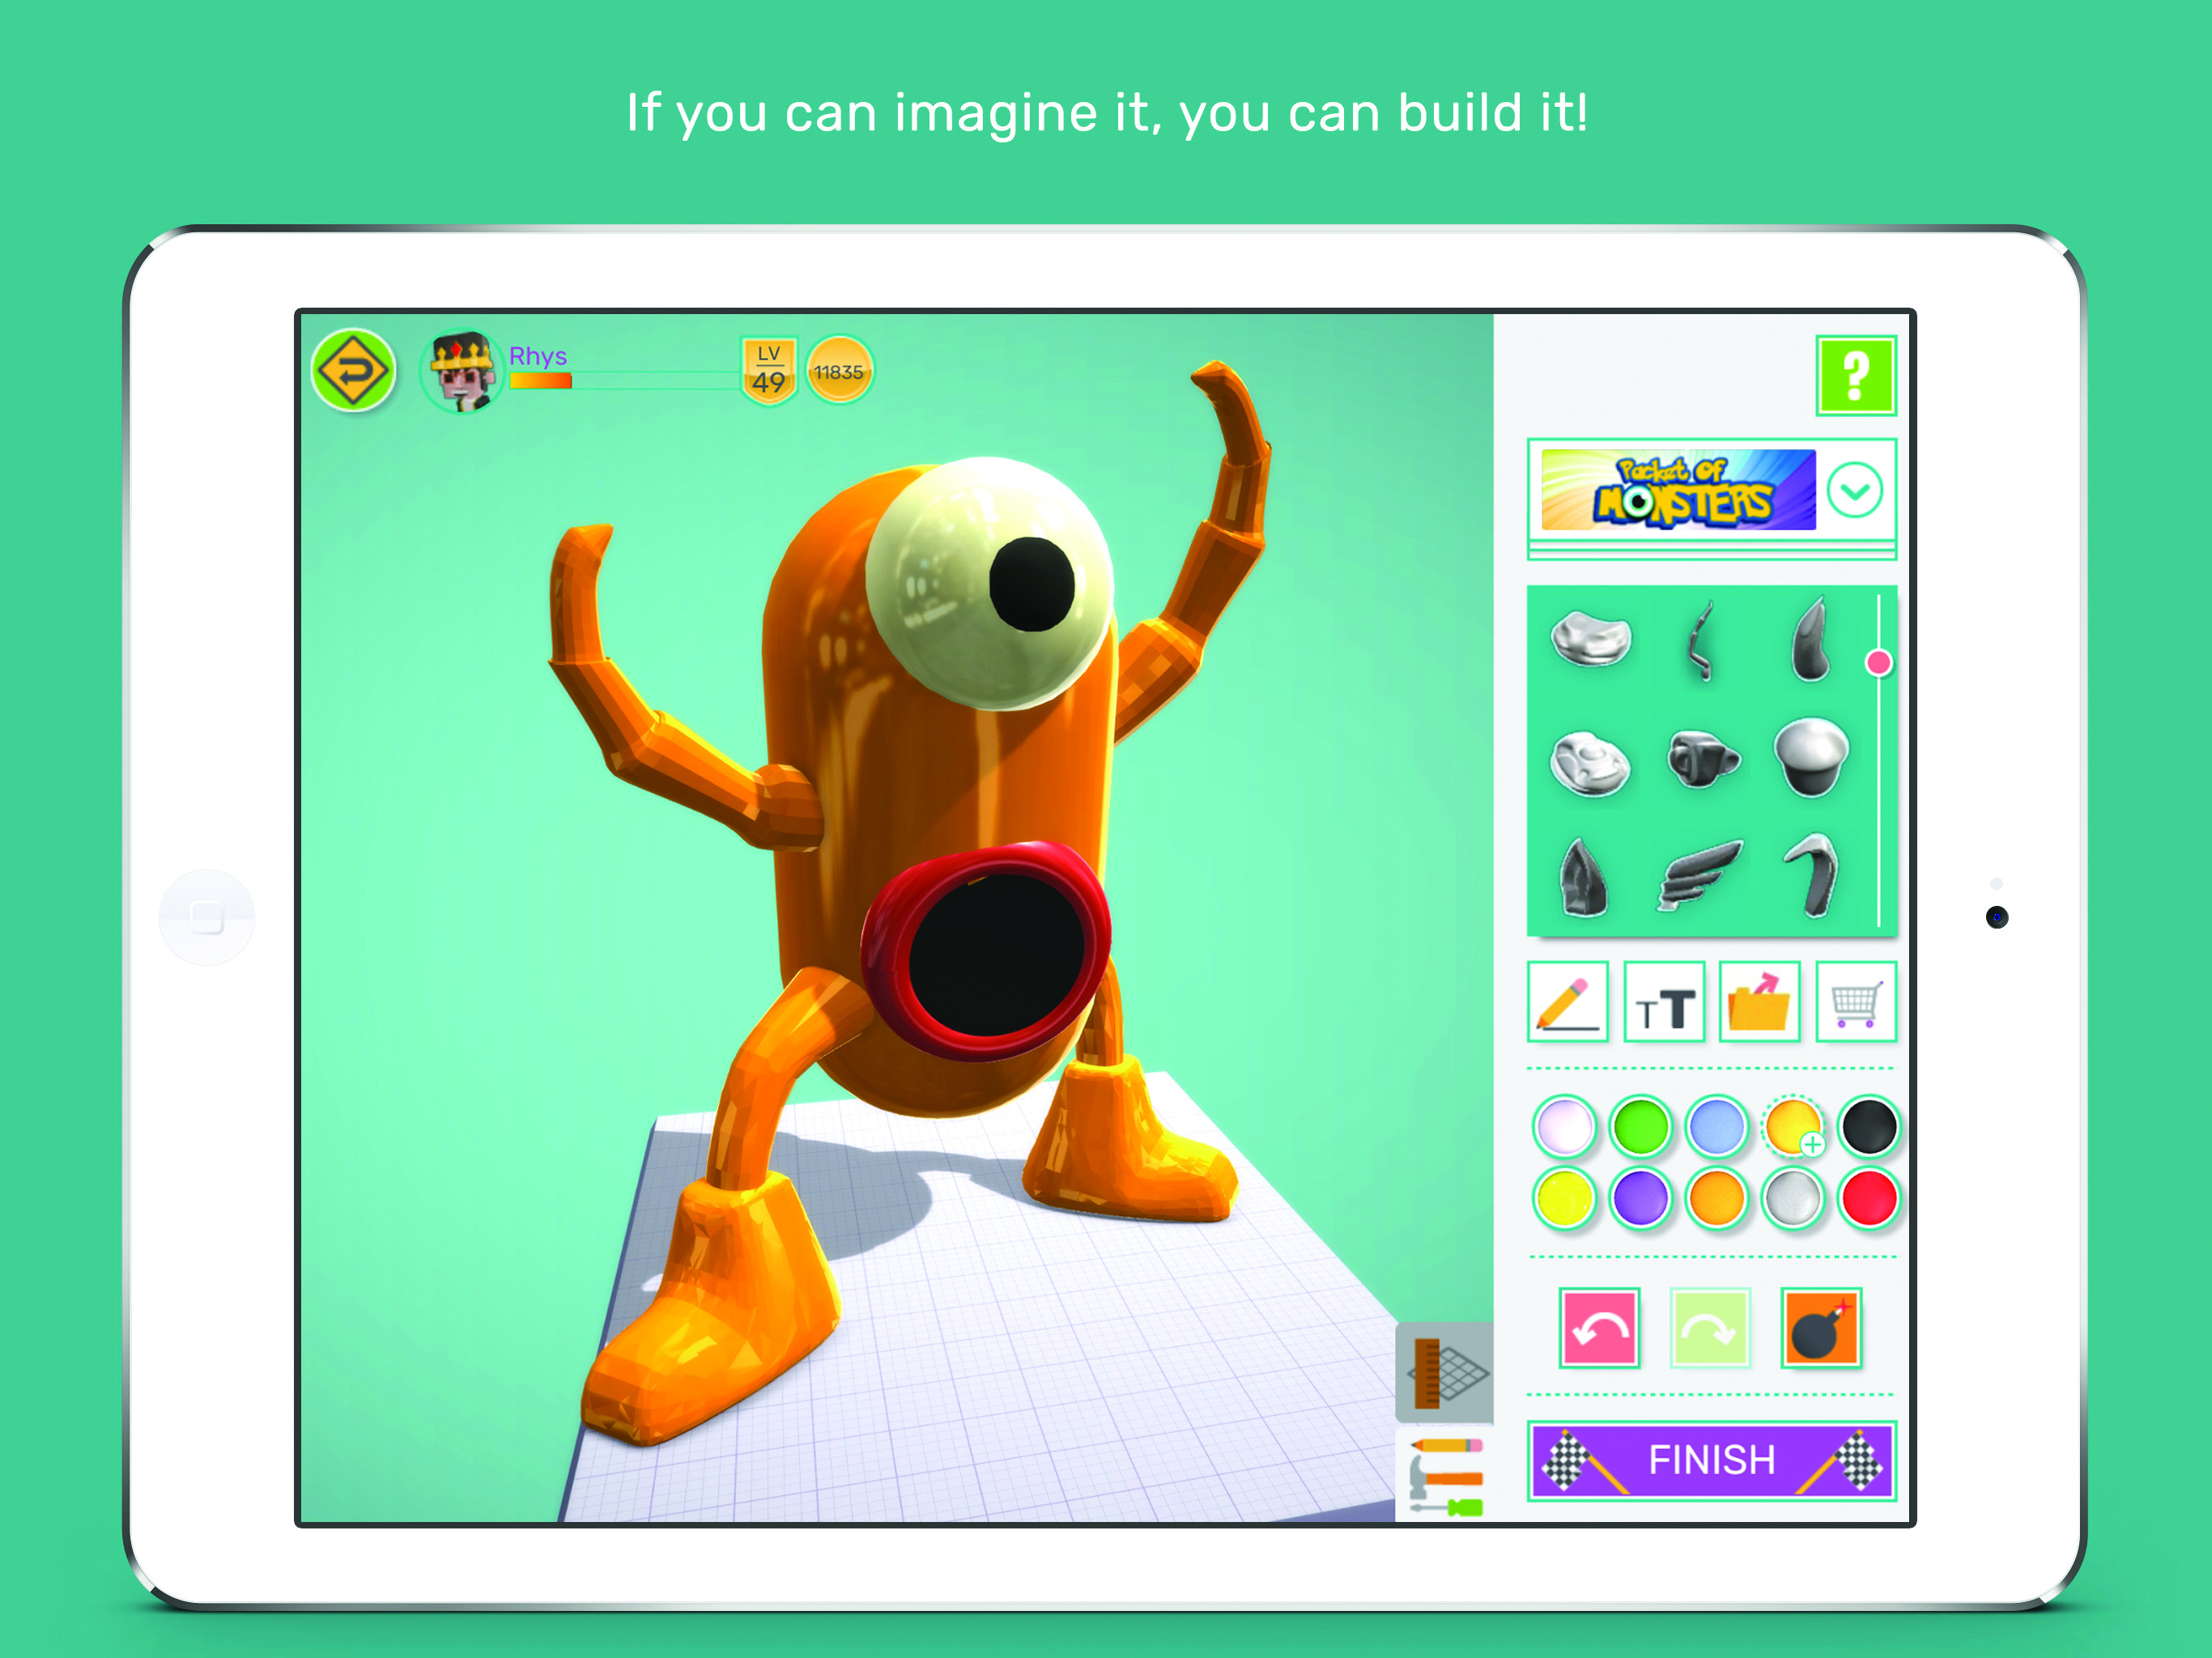 If you can imagine it, you can build it!
Rhys
LV
49
11835
?
Packet of
MONSTERS
TT
FINISH